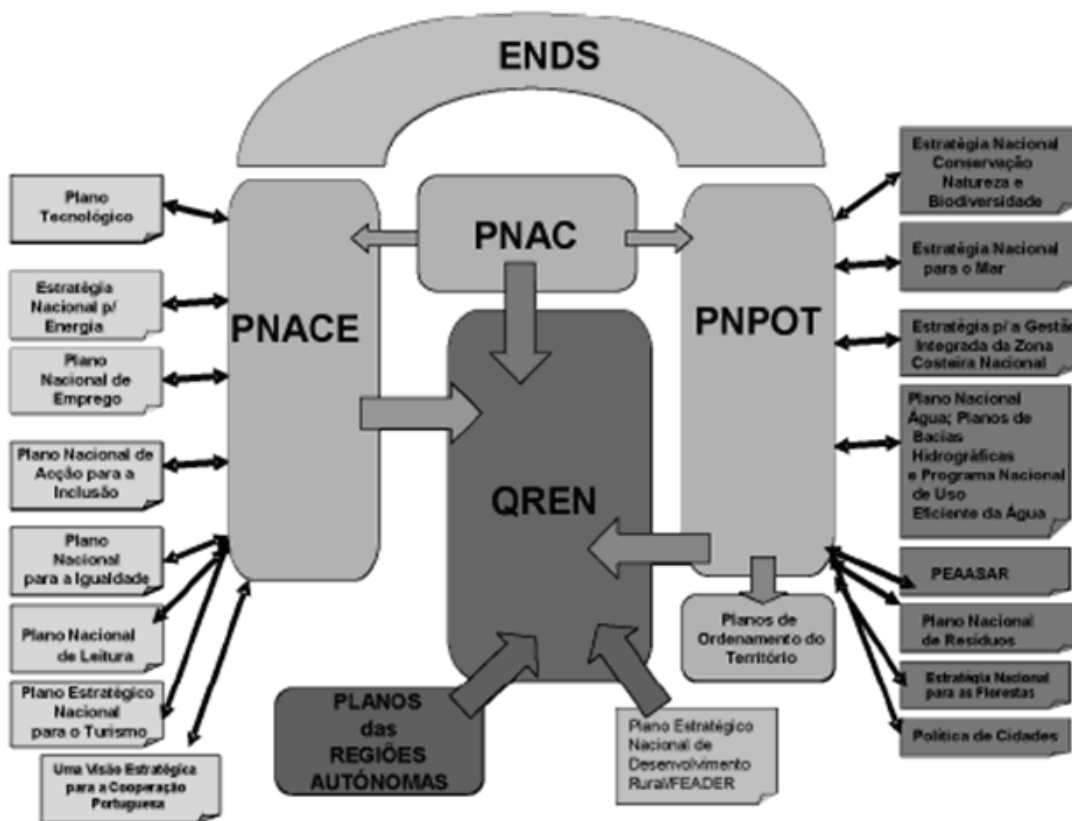 ENDS
Plano
Tecnológico
Estratégia
Nacional p/
Energia
Plano
Nacional de
Emprego
Plano Nacional de
Acção para a
Inclusão
Plano
Nacional
para a Igualdade
Plano Nacional
de Leitura
Plano Estratégico
Nacional
para o Turismo
Uma Visão Estratégica
para a Cooperação
Portuguesa
PNACE
PNAC
QREN
PNPOT
Planos de
Ordenamento do
Território
PLANOS
das
REGIÕES
AUTÓNOMAS
Plano Estratégico
Nacional de
Desenvolvimento
Rural/FEADER
Estratégia Nacional
Conservação
Natureza e
Biodiversidade
Estratégia Nacional
para o Mar
Estratégia p/ a Gestão
Integrada da Zona
Costeira Nacional
Plano Nacional
Água; Planos de
Bacias
Hidrográficas
e Programa Nacional
de Uso
Eficiente da Água
PEAASAR
Plano Nacional
de Resíduos
Estratégia Nacional
para as Florestas
Política de Cidades